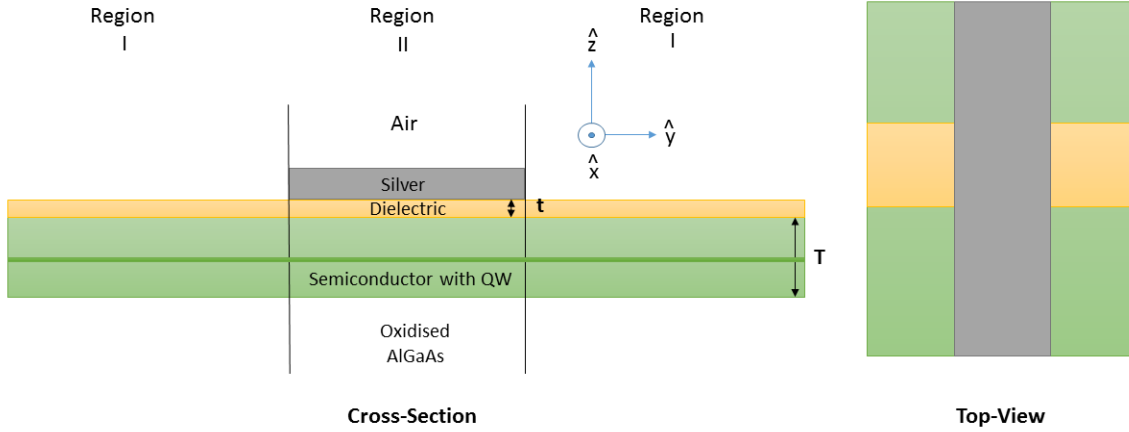 Region
I
Region
II
Region
I
ẑ
ŷ
x̂
Air
Silver
Dielectric
t
T
Semiconductor with QW
Oxidised
AlGaAs
Cross-Section
Top-View